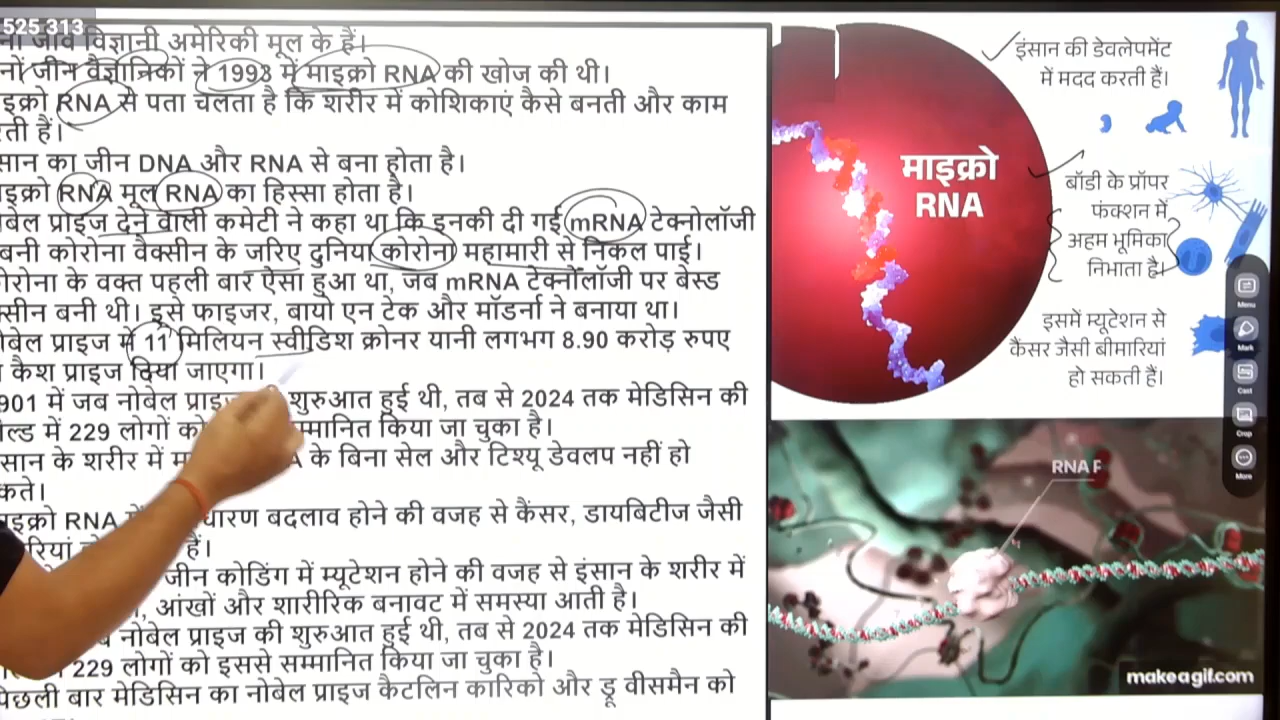 525 313
ना जीव विज्ञानी अमेरिकी मूल के हैं।
नों जीन वैज्ञानिकों ने 1993 में माइक्रो RNA की खोज की थी।
इक्रो RNA से पता चलता है कि शरीर में कोशिकाएं कैसे बनती और काम
रती हैं।
सान का जीन DNA और RNA से बना होता है।
इक्रो RNA मूल RNA का हिस्सा होता है।
बेल प्राइज देने वाली कमेटी ने कहा था कि इनकी दी गई mRNA टेक्नोलॉजी
बनी कोरोना वैक्सीन के जरिए दुनिया कोरोना महामारी से निकल पाई।
रोना के वक्त पहली बार ऐसा हुआ था, जब mRNA टेक्नोलॉजी पर बेस्ड
क्सीन बनी थी। इसे फाइजर, बायो एन टेक और मॉडर्ना ने बनाया था।
बेल प्राइज में 11 मिलियन स्वीडिश क्रोनर यानी लगभग 8.90 करोड़ रुपए
कैश प्राइज दिया जाएगा।
901 में जब नोबेल प्राइज शुरुआत हुई थी, तब से 2024 तक मेडिसिन की
ल्ड में 229 लोगों को म्मानित किया जा चुका है।
सान के शरीर में के बिना सेल और टिश्यू डेवलप नहीं हो
कते।
इक्रो RNA धारण बदलाव होने की वजह से कैंसर, डायबिटीज जैसी
रियां हैं।
जीन कोडिंग में म्यूटेशन होने की वजह से इंसान के शरीर में
, आंखों और शारीरिक बनावट में समस्या आती है।
नोबेल प्राइज की शुरुआत हुई थी, तब से 2024 तक मेडिसिन की
229 लोगों को इससे सम्मानित किया जा चुका है।
पिछली बार मेडिसिन का नोबेल प्राइज कैटलिन कारिको और ड्रू वीसमैन को
माइक्रो
RNA
इंसान की डेवलेपमेंट
में मदद करती हैं।
बॉडी के प्रॉपर
फंक्शन में
अहम भूमिका
निभाता है।
इसमें म्यूटेशन से
कैंसर जैसी बीमारियां
हो सकती हैं।
Menu
Mark
Cast
Crop
More
RNA P
makeagif.com